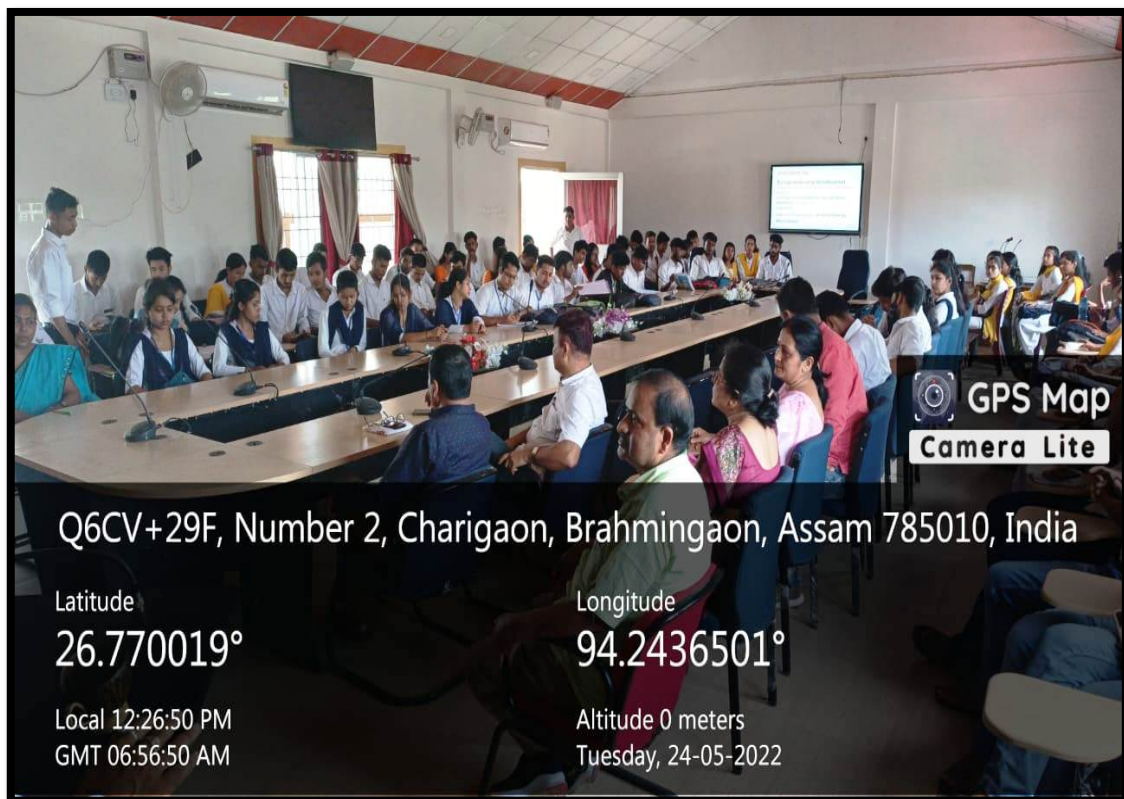 GPS Map
Camera Lite
Q6CV+29F, Number 2, Charigaon, Brahmingaon, Assam 785010, India
Latitude
26.770019°
Longitude
94.2436501°
Local 12:26:50 PM
GMT 06:56:50 AM
Altitude 0 meters
Tuesday, 24-05-2022